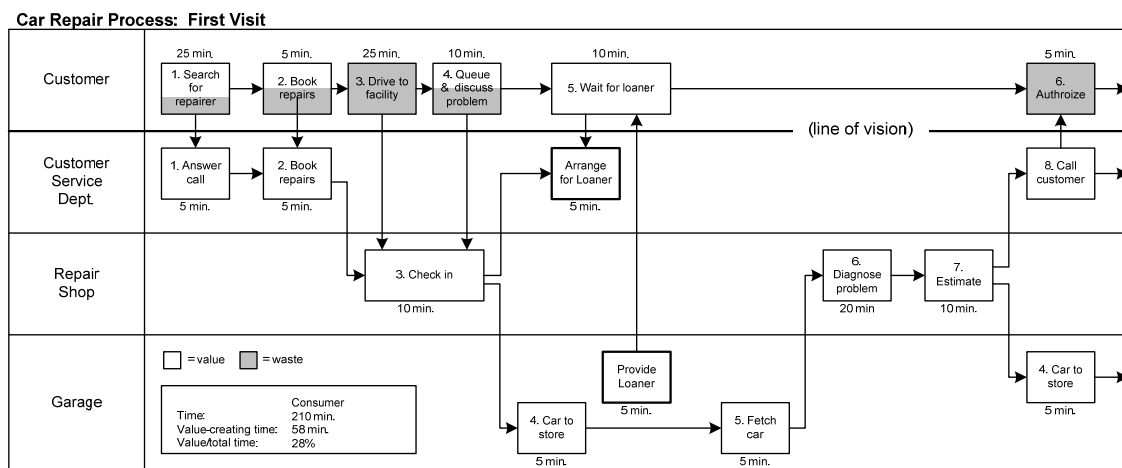 Car Repair Process: First Visit
Customer
25 min.
1. Search
for
repairer
5 min.
2. Book
repairs
25 min.
3. Drive to
facility
10 min.
4. Queue
& discuss
problem
10 min.
5. Wait for loaner
5 min.
6.
Authroize
(line of vision)
Customer
Service
Dept.
1. Answer
call
5 min.
2. Book
repairs
5 min.
Arrange
for Loaner
5 min.
8. Call
customer
5 min.
Repair
Shop
3. Check in
10 min.
6.
Diagnose
problem
20 min
7.
Estimate
10 min.
Garage
= value
= waste
Consumer
Time: 210 min.
Value-creating time: 58 min.
Value/total time: 28%
4. Car to
store
5 min.
Provide
Loaner
5 min.
5. Fetch
car
5 min.
4. Car to
store
5 min.